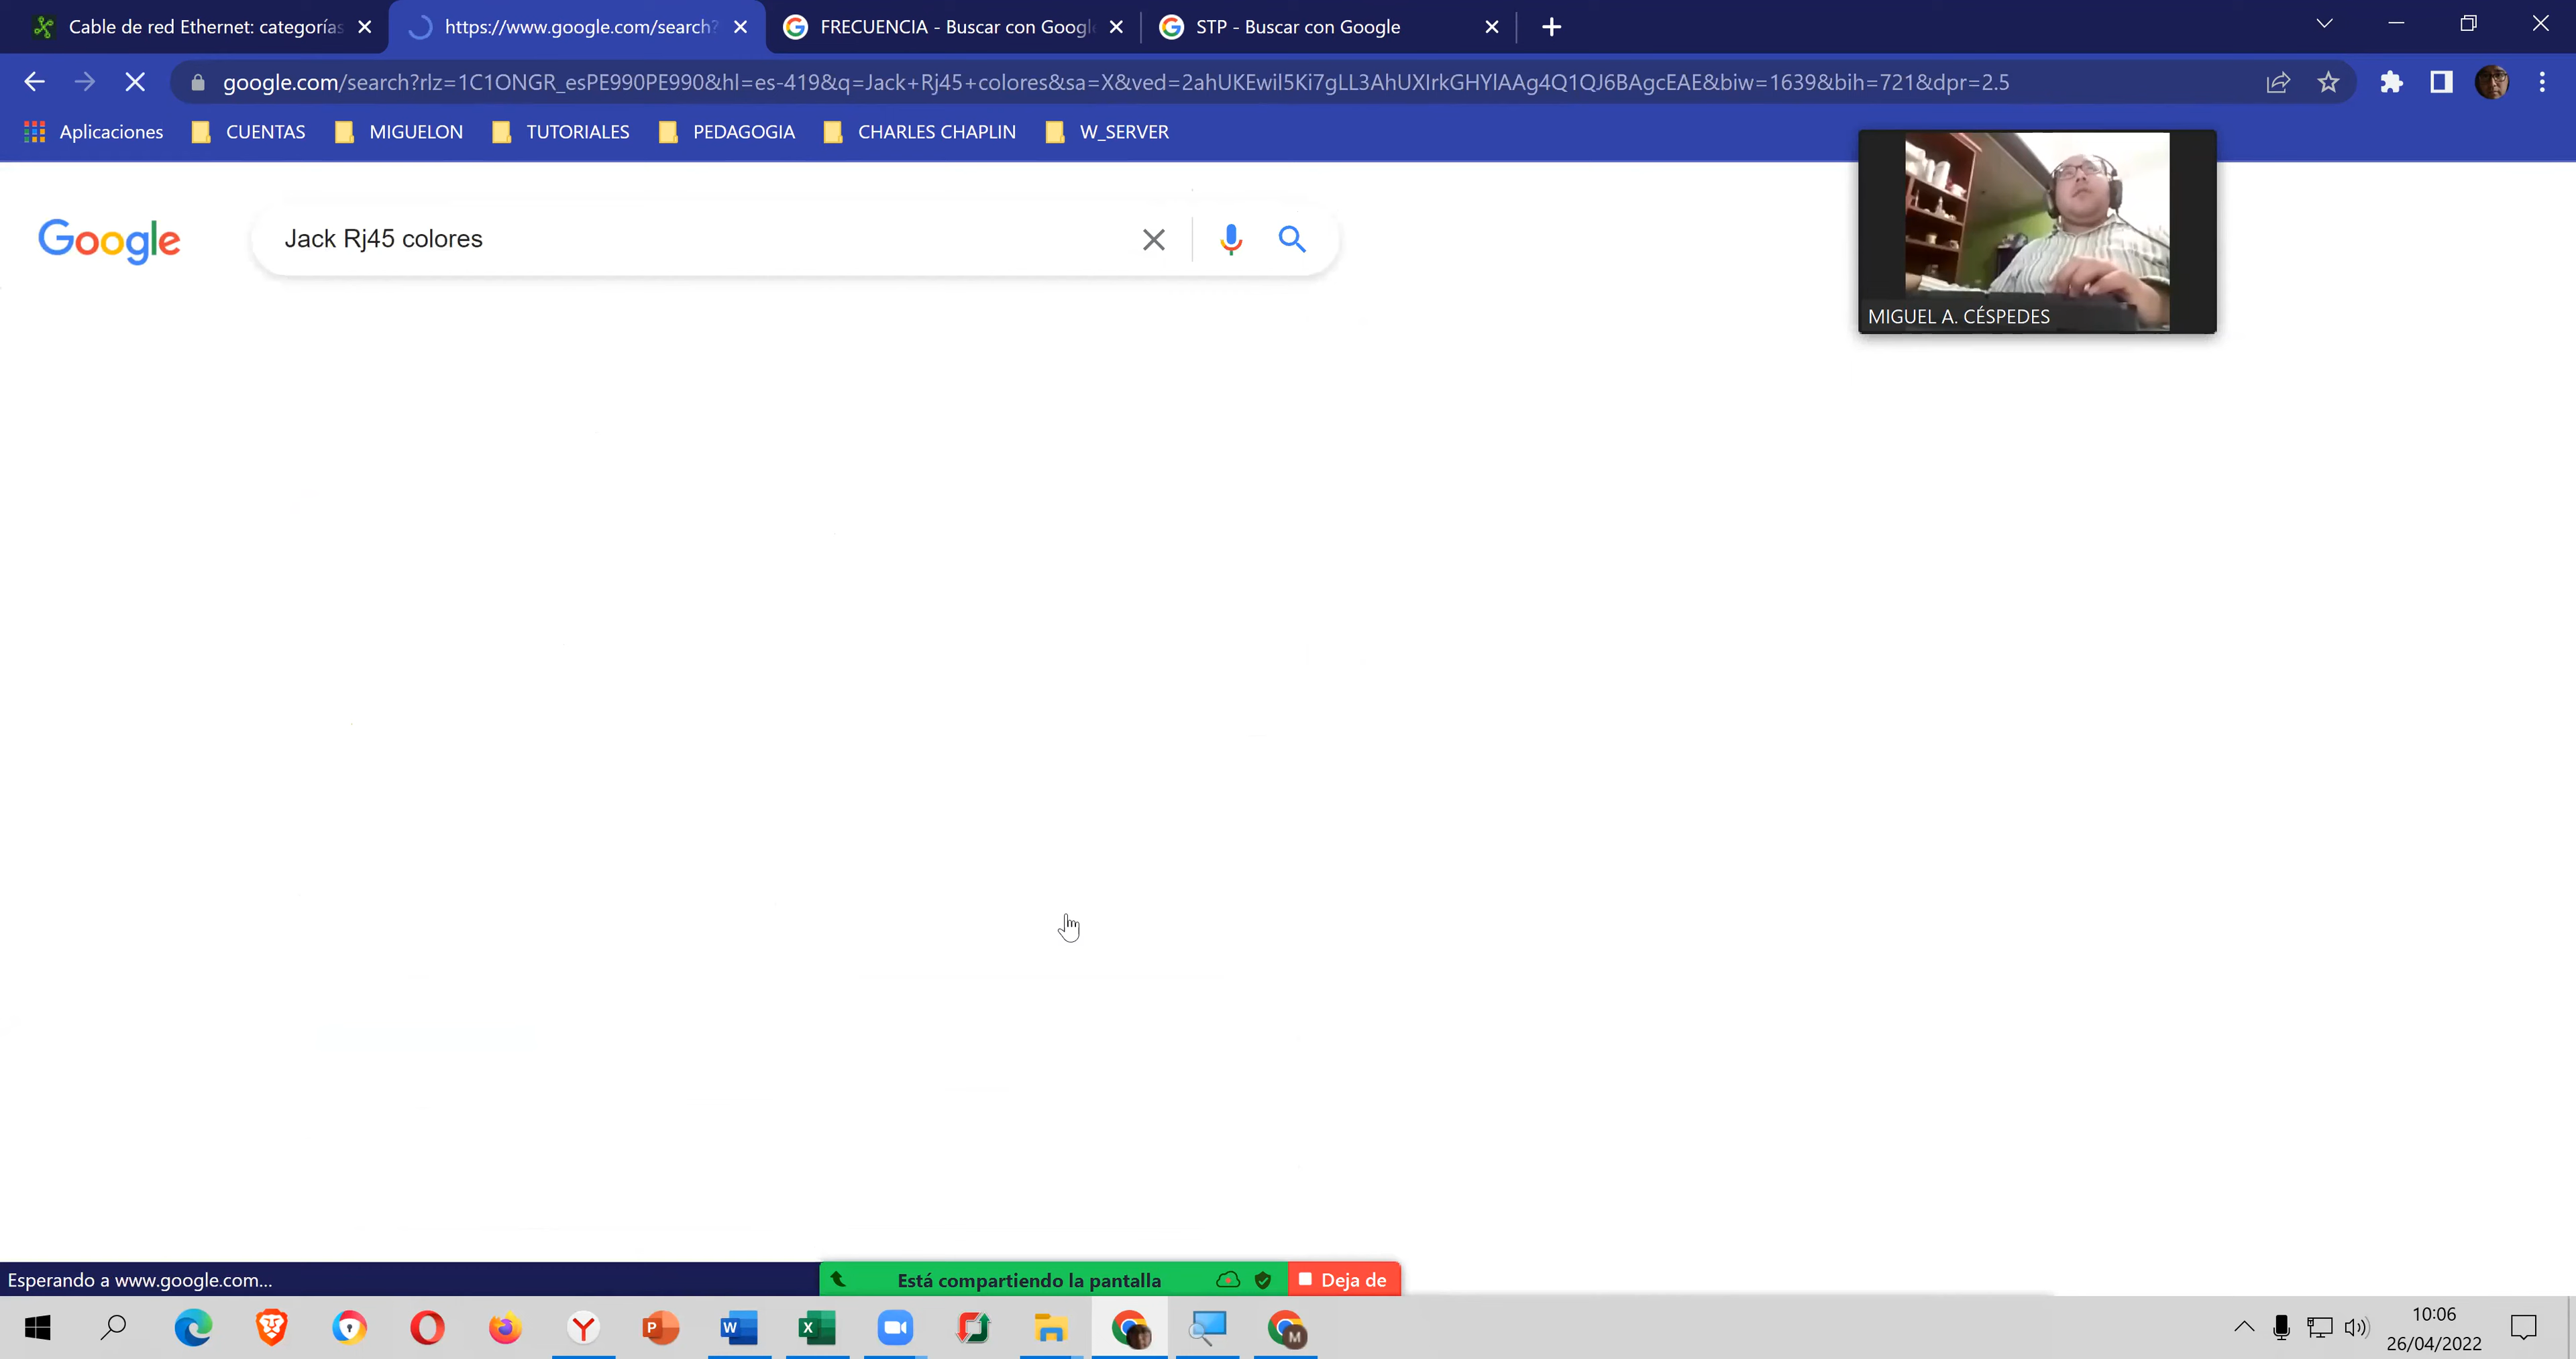 Cable de red Ethernet: categorías
https://www.google.com/search?
FRECUENCIA - Buscar con Googl
STP - Buscar con Google
google.com/search?rlz=1C1ONGR_esPE990PE990&hl=es-419&q=Jack+Rj45+colores&sa=X&ved=2ahUKEwil5Ki7gLL3AhUXIrkGHYlAAg4Q1QJ6BAgcEAE&biw=1639&bih=721&dpr=2.5
Aplicaciones
CUENTAS
MIGUELON
TUTORIALES
PEDAGOGIA
CHARLES CHAPLIN
W_SERVER
Google
Jack Rj45 colores
MIGUEL A. CÉSPEDES
Esperando a www.google.com...
Está compartiendo la pantalla
Deja de
10:06
26/04/2022